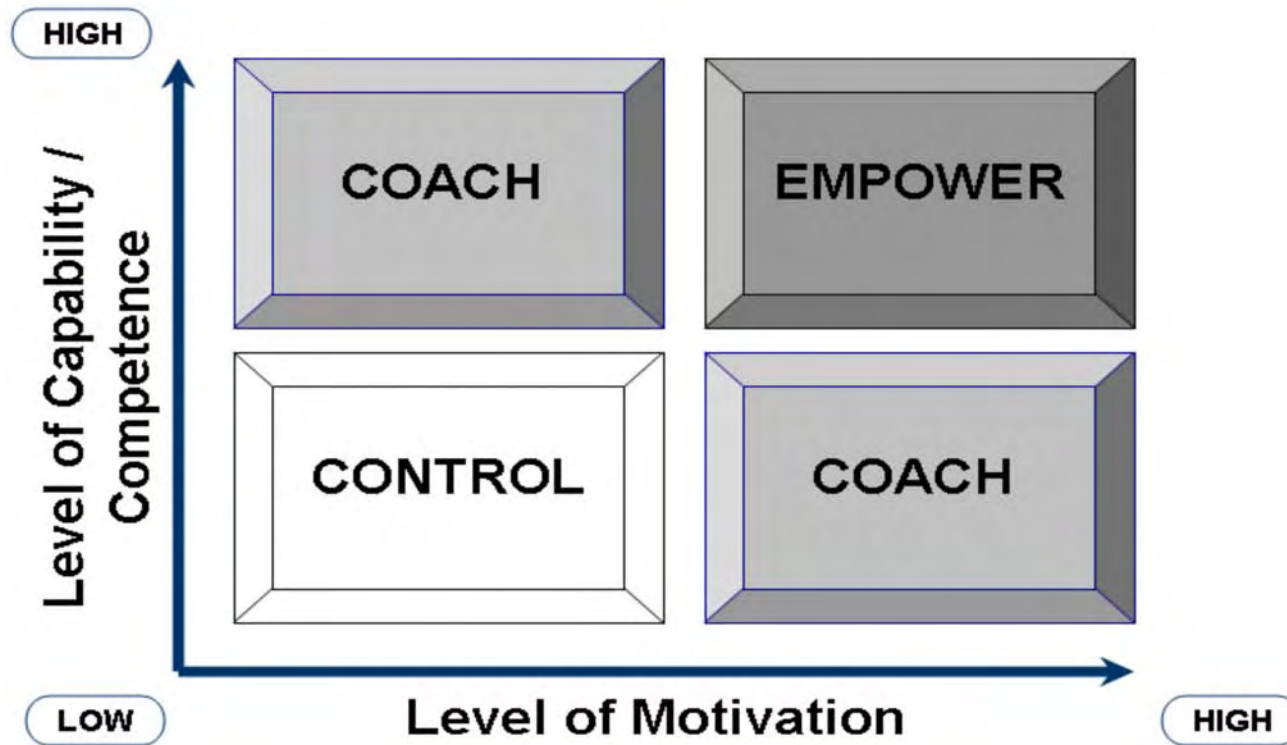 HIGH
Level of Capability /
Competence
COACH
EMPOWER
CONTROL
COACH
LOW
Level of Motivation
HIGH